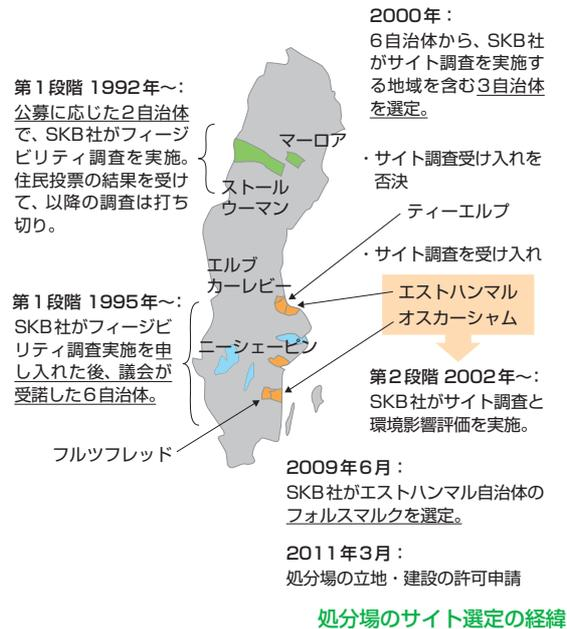 2000年：
6自治体から、SKB社
がサイト調査を実施す
る地域を含む3自治体
を選定。
第1段階 1992年～：
公募に応じた2自治体
で、SKB社がフィージ
ビリティ調査を実施。
住民投票の結果を受け
て、以降の調査は打ち
切り。
マーロア
ストール
ウーマン
・サイト調査受け入れを
否決
ティーエルプ
・サイト調査を受け入れ
エストハンマル
オスカーシャム
エルブ
カーレビー
第1段階 1995年～：
SKB社がフィージビ
リティ調査実施を申
し入れた後、議会が
受諾した6自治体。
ニーシェーピン
第2段階 2002年～：
SKB社がサイト調査と
環境影響評価を実施。
フルツフレッド
2009年6月：
SKB社がエストハンマル自治体の
フォルスマルクを選定。
2011年3月：
処分場の立地・建設の許可申請
処分場のサイト選定の経緯